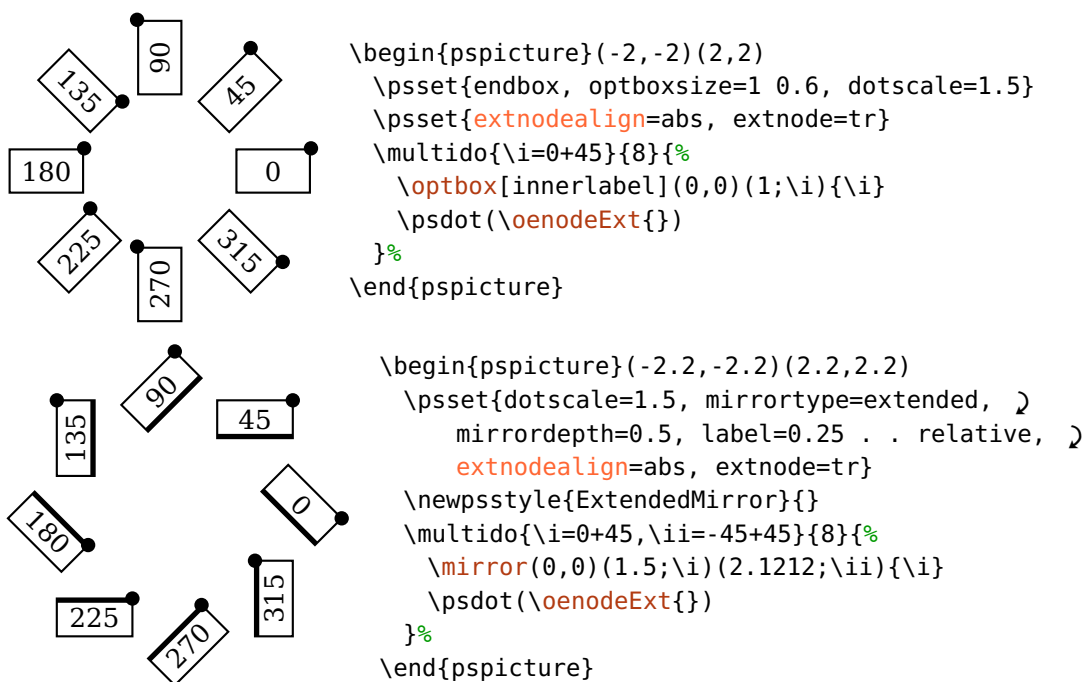 90
135
45
180
0
225
315
270
\begin{pspicture}(-2,-2)(2,2)
\psset{endbox, optboxsize=1 0.6, dotscale=1.5}
\psset{extnodealign=abs, extnode=tr}
\multido{\i=0+45}{8}{%
\optbox[innerlabel](0,0)(1;\i){\i}
\psdot(\oenodeExt{})
}%
\end{pspicture}
90
135
45
180
0
225
315
270
\begin{pspicture}(-2.2,-2.2)(2.2,2.2)
\psset{dotscale=1.5, mirrortype=extended,
mirrordepth=0.5, label=0.25 . . relative,
extnodealign=abs, extnode=tr}
\newpsstyle{ExtendedMirror}{}
\multido{\i=0+45,\ii=-45+45}{8}{%
\mirror(0,0)(1.5;\i)(2.1212;\ii){\i}
\psdot(\oenodeExt{})
}%
\end{pspicture}